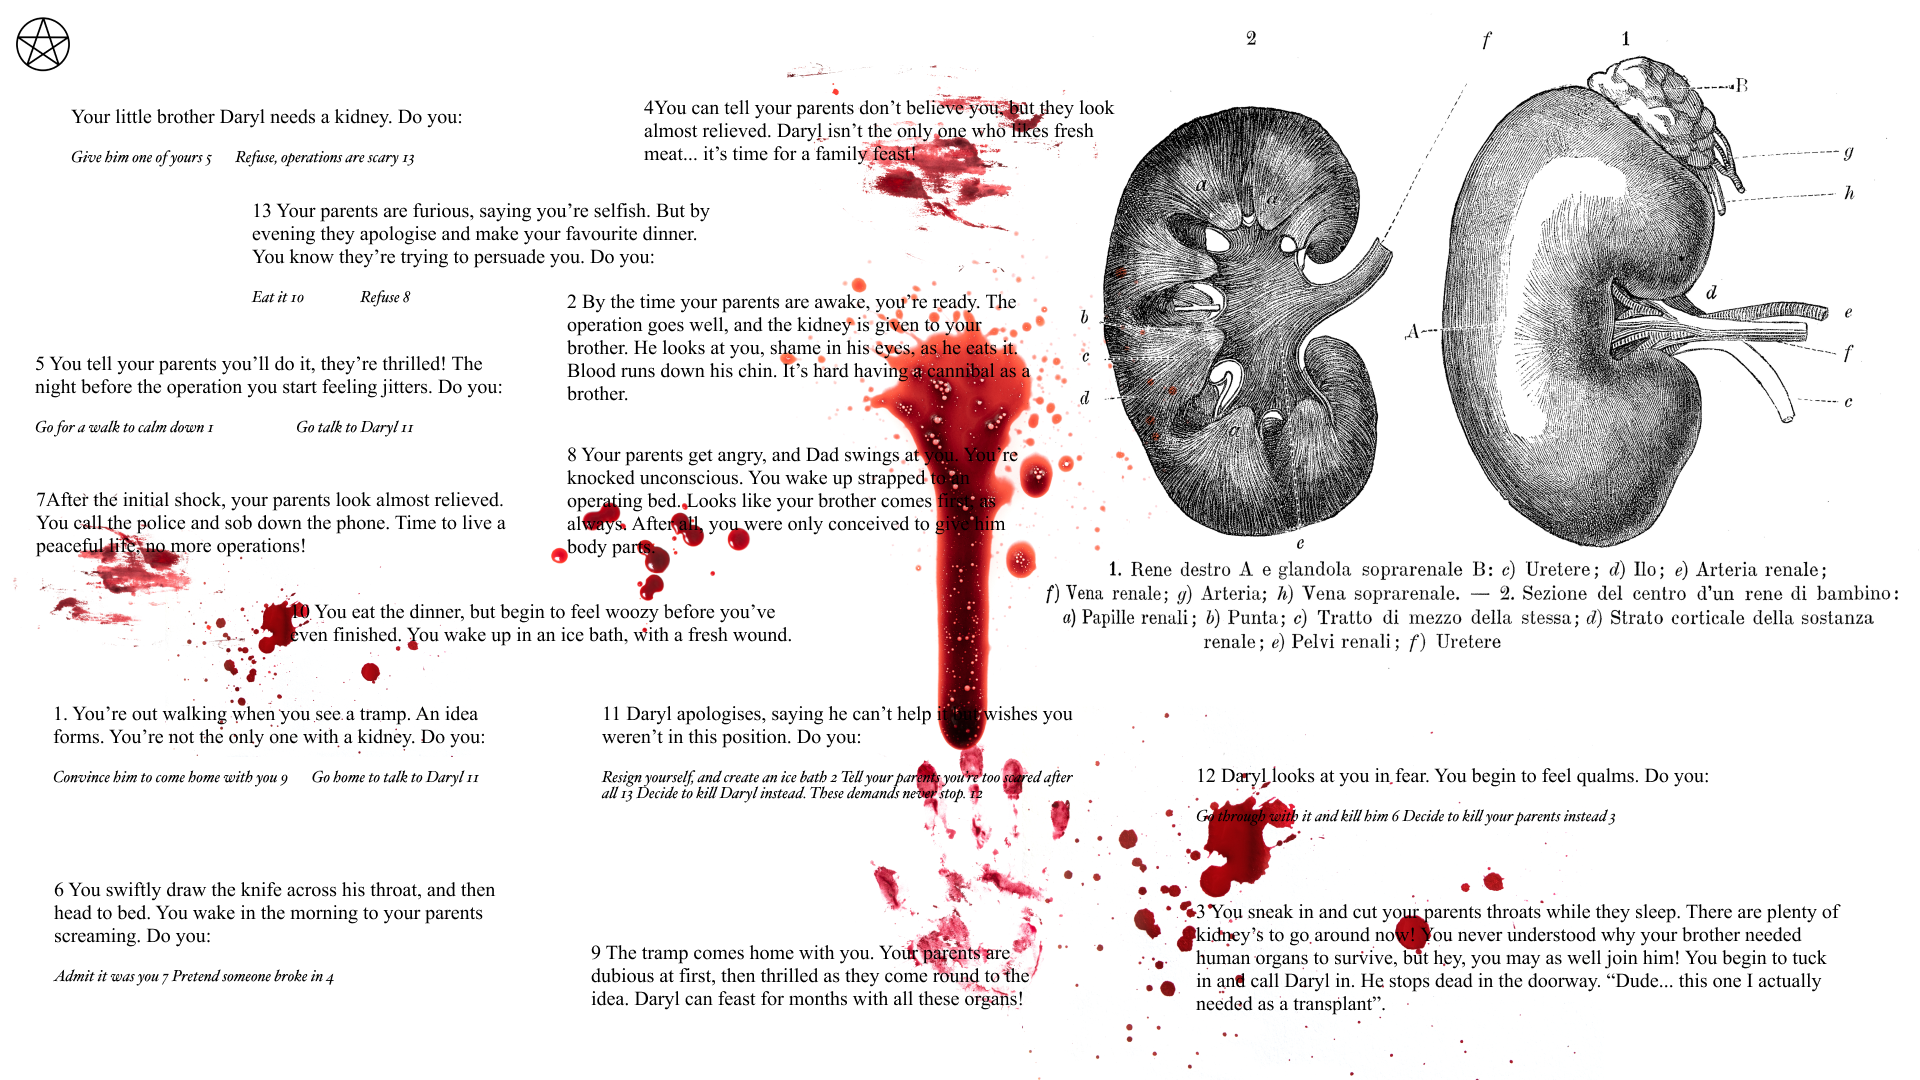 Your little brother Daryl needs a kidney. Do you:
Give him one of yours 5 Refuse, operations are scary 13
13 Your parents are furious, saying you’re selfish. But by
evening they apologise and make your favourite dinner.
You know they’re trying to persuade you. Do you:
Eat it 10 Refuse 8
5 You tell your parents you’ll do it, they’re thrilled! The
night before the operation you start feeling jitters. Do you:
Go for a walk to calm down 1 Go talk to Daryl 11
7After the initial shock, your parents look almost relieved.
You call the police and sob down the phone. Time to live a
peaceful life, no more operations!
4You can tell your parents don’t believe you, but they look
almost relieved. Daryl isn’t the only one who likes fresh
meat... it’s time for a family feast!
2 By the time your parents are awake, you’re ready. The
operation goes well, and the kidney is given to your
brother. He looks at you, shame in his eyes, as he eats it.
Blood runs down his chin. It’s hard having a cannibal as a
brother.
8 Your parents get angry, and Dad swings at you. You’re
knocked unconscious. You wake up strapped to an
operating bed. Looks like your brother comes first, as
always. After all, you were only conceived to give him
body parts.
10 You eat the dinner, but begin to feel woozy before you’ve
even finished. You wake up in an ice bath, with a fresh wound.
1. You’re out walking when you see a tramp. An idea
forms. You’re not the only one with a kidney. Do you:
Convince him to come home with you 9 Go home to talk to Daryl 11
11 Daryl apologises, saying he can’t help it but wishes you
weren’t in this position. Do you:
Resign yourself, and create an ice bath 2 Tell your parents you’re too scared after
all 13 Decide to kill Daryl instead. These demands never stop. 12
6 You swiftly draw the knife across his throat, and then
head to bed. You wake in the morning to your parents
screaming. Do you:
Admit it was you 7 Pretend someone broke in 4
9 The tramp comes home with you. Your parents are
dubious at first, then thrilled as they come round to the
idea. Daryl can feast for months with all these organs!
2 f 1
B
a
a
g
h
b
c
d
a
e
A
d
e
f
c
1. Rene destro A e glandola soprarenale B: c) Uretere; d) Ilo; e) Arteria renale;
f) Vena renale; g) Arteria; h) Vena soprarenale. — 2. Sezione del centro d'un rene di bambino:
a) Papille renali; b) Punta; c) Tratto di mezzo della stessa; d) Strato corticale della sostanza
renale; e) Pelvi renali; f) Uretere
12 Daryl looks at you in fear. You begin to feel qualms. Do you:
Go through with it and kill him 6 Decide to kill your parents instead 3
3 You sneak in and cut your parents throats while they sleep. There are plenty of
kidney’s to go around now! You never understood why your brother needed
human organs to survive, but hey, you may as well join him! You begin to tuck
in and call Daryl in. He stops dead in the doorway. “Dude... this one I actually
needed as a transplant”.